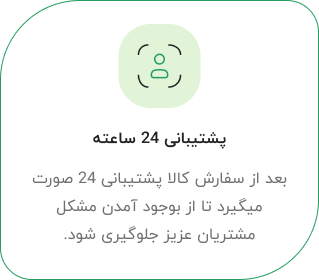 پشتیبانی 24 ساعته
بعد از سفارش کالا پشتیبانی 24 صورت
میگیرد تا از بوجود آمدن مشکل
مشتریان عزیز جلوگیری شود.